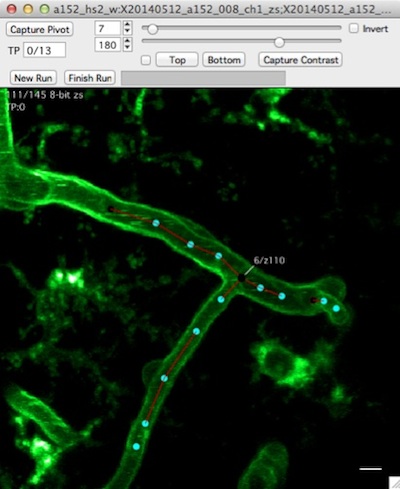 a152_hs2_w:X20140512_a152_008_ch1_zs;X20140512_a152_...
Capture Pivot
7
Invert
TP
0/13
180
Top
Bottom
Capture Contrast
New Run
Finish Run
111/145 8-bit zs
TP:0
6/z110